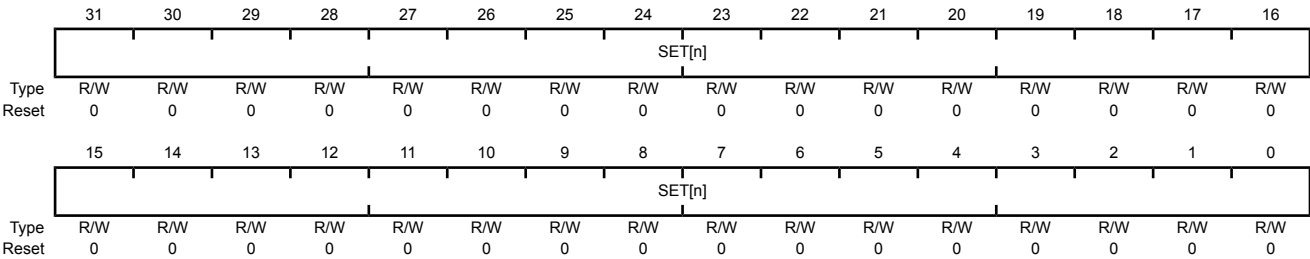 31 30 29 28 27 26 25 24 23 22 21 20 19 18 17 16
SET[n]
Type R/W R/W R/W R/W R/W R/W R/W R/W R/W R/W R/W R/W R/W R/W R/W R/W
Reset 0 0 0 0 0 0 0 0 0 0 0 0 0 0 0 0
15 14 13 12 11 10 9 8 7 6 5 4 3 2 1 0
SET[n]
Type R/W R/W R/W R/W R/W R/W R/W R/W R/W R/W R/W R/W R/W R/W R/W R/W
Reset 0 0 0 0 0 0 0 0 0 0 0 0 0 0 0 0